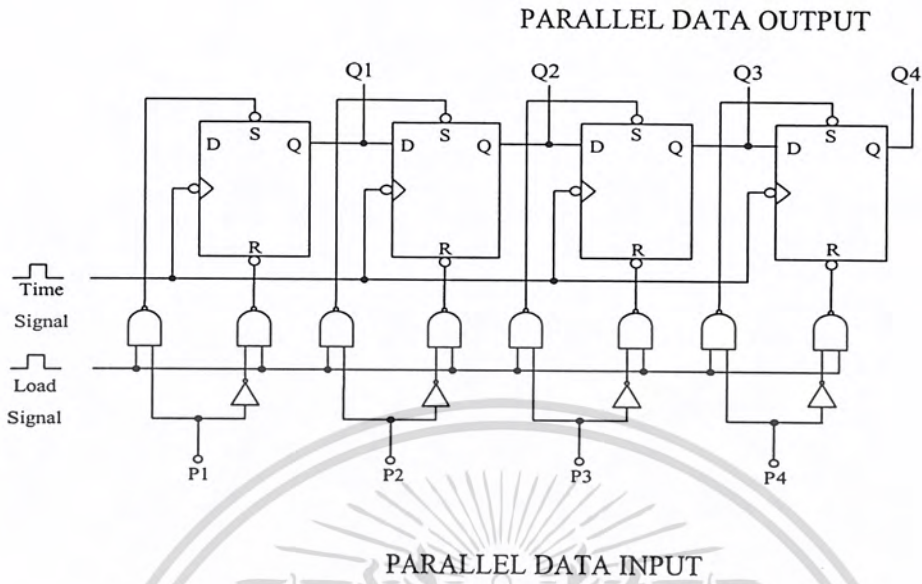 PARALLEL DATA OUTPUT
Q1 Q2 Q3 Q4
S S S S
D Q D Q D Q D Q
R R R R
Time
Signal
Load
Signal
P1 P2 P3 P4
PARALLEL DATA INPUT